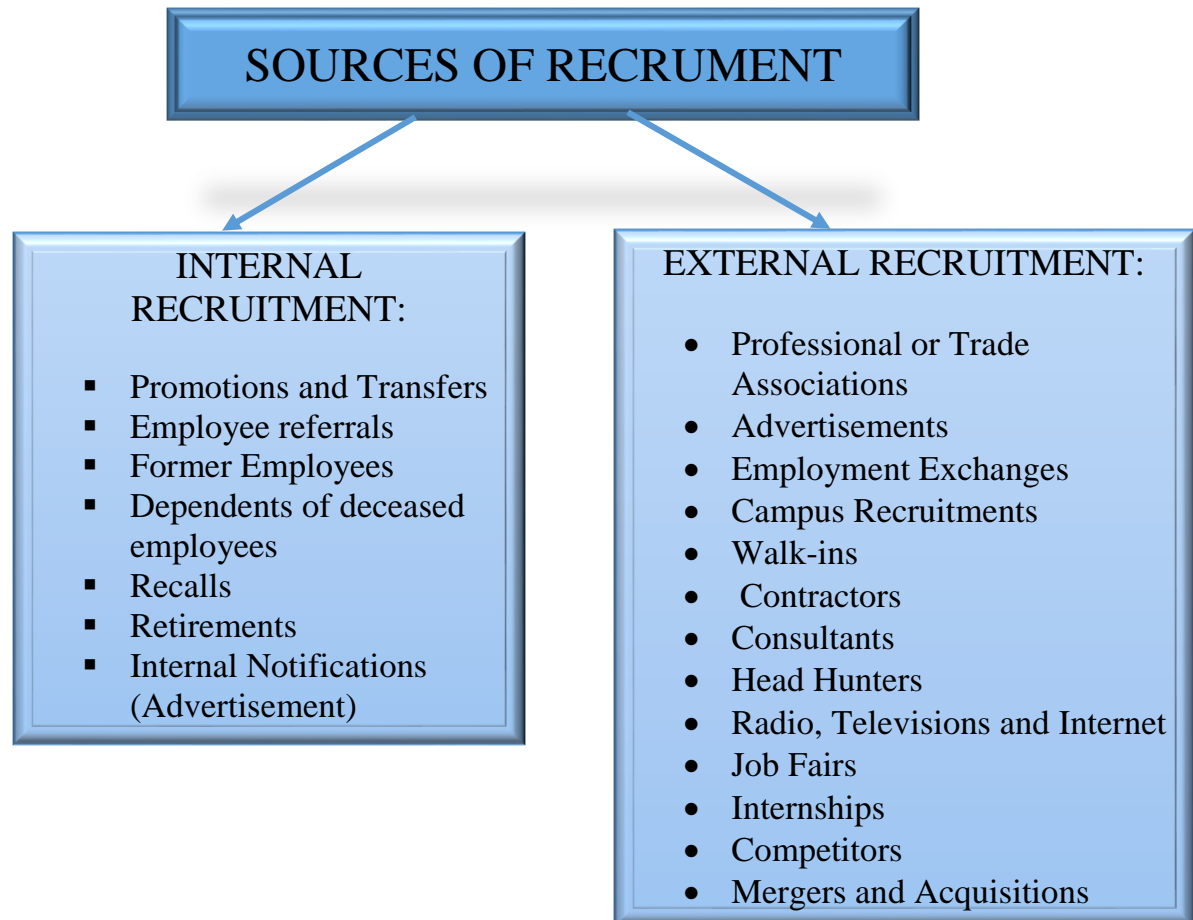 SOURCES OF RECRUMENT
INTERNAL
RECRUITMENT:
▪ Promotions and Transfers
▪ Employee referrals
▪ Former Employees
▪ Dependents of deceased
employees
▪ Recalls
▪ Retirements
▪ Internal Notifications
(Advertisement)
EXTERNAL RECRUITMENT:
• Professional or Trade
Associations
• Advertisements
• Employment Exchanges
• Campus Recruitments
• Walk-ins
• Contractors
• Consultants
• Head Hunters
• Radio, Televisions and Internet
• Job Fairs
• Internships
• Competitors
• Mergers and Acquisitions